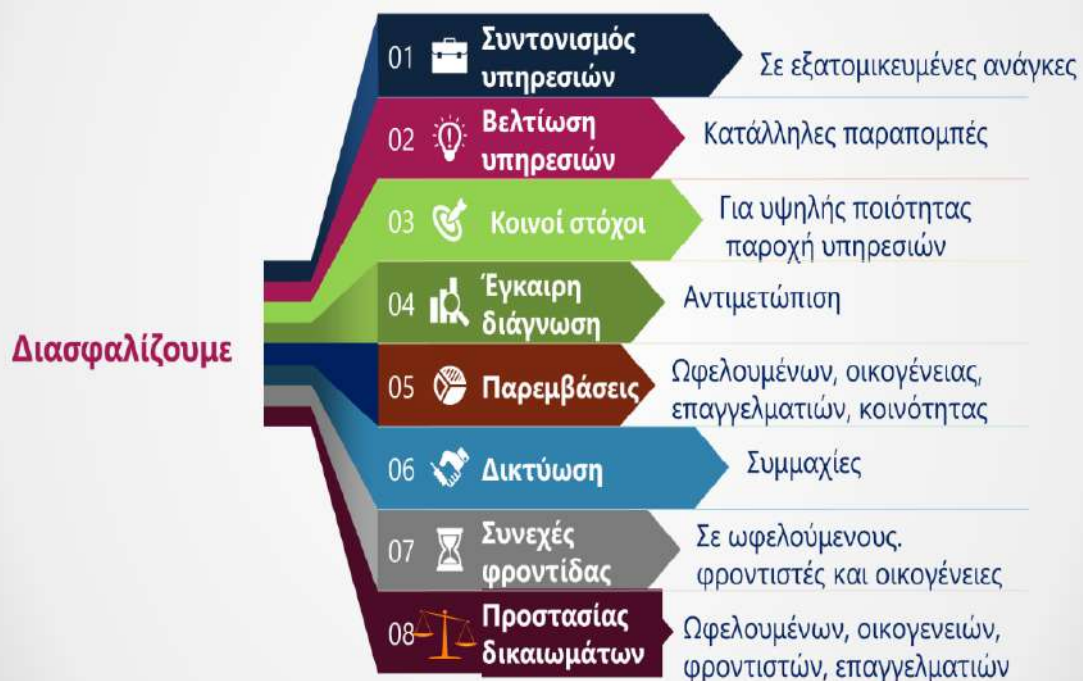 Διασφαλίζουμε
01 Συντονισμός
υπηρεσιών
Σε εξατομικευμένες ανάγκες
02 Βελτίωση
υπηρεσιών
Κατάλληλες παραπομπές
03 Κοινοί στόχοι
Για υψηλής ποιότητας
παροχή υπηρεσιών
04 Έγκαιρη
διάγνωση
Αντιμετώπιση
05 Παρεμβάσεις
Ωφελουμένων, οικογένειας,
επαγγελματιών, κοινότητας
06 Δικτύωση
Συμμαχίες
07 Συνεχές
φροντίδας
Σε ωφελούμενους.
φροντιστές και οικογένειες
08 Προστασίας
δικαιωμάτων
Ωφελουμένων, οικογενειών,
φροντιστών, επαγγελματιών